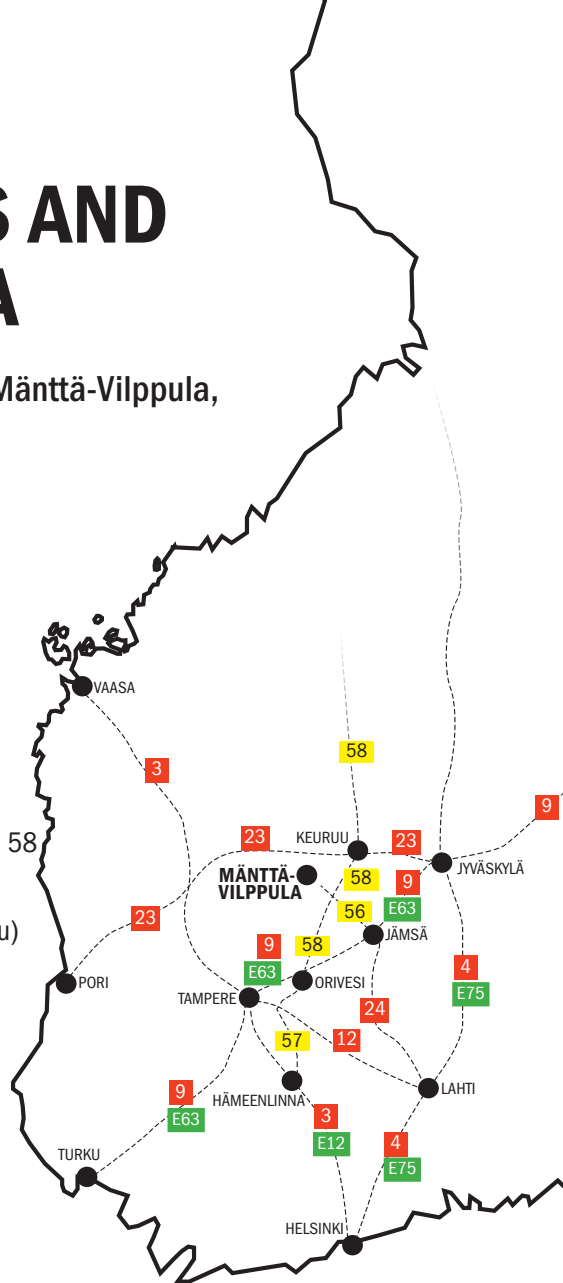 S AND
A
Mänttä-Vilppula,
VAASA
3
58
9
58
23
KEURUU
23
JYVÄSKYLÄ
MÄNTTÄ-
VILPPULA
58
9
E63
56
23
u)
JÄMSÄ
9
58
E63
4
E75
PORI
ORIVESI
TAMPERE
24
57
12
LAHTI
9
E63
HÄMEENLINNA
3
E12
4
E75
TURKU
HELSINKI